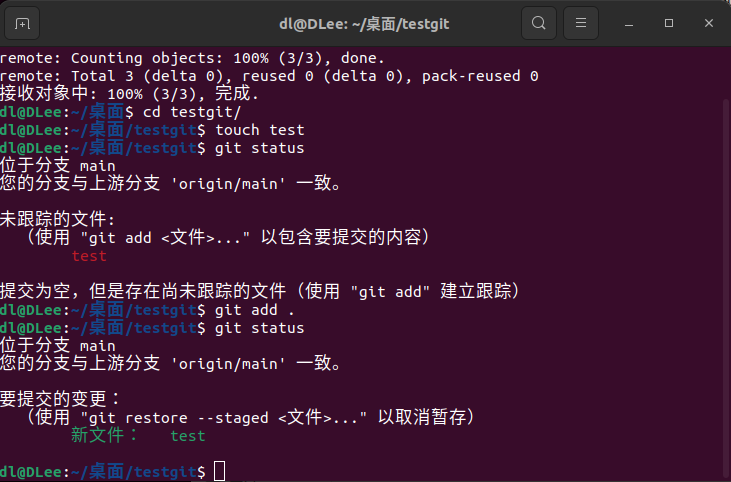 dl@DLee: ~/桌面/testgit
remote: Counting objects: 100% (3/3), done.
remote: Total 3 (delta 0), reused 0 (delta 0), pack-reused 0
接收对象中: 100% (3/3), 完成.
dl@DLee:~/桌面$ cd testgit/
dl@DLee:~/桌面/testgit$ touch test
dl@DLee:~/桌面/testgit$ git status
位于分支 main
您的分支与上游分支 'origin/main' 一致。
未跟踪的文件:
（使用 "git add <文件>..." 以包含要提交的内容）
test
提交为空，但是存在尚未跟踪的文件（使用 "git add" 建立跟踪）
dl@DLee:~/桌面/testgit$ git add .
dl@DLee:~/桌面/testgit$ git status
位于分支 main
您的分支与上游分支 'origin/main' 一致。
要提交的变更：
（使用 "git restore --staged <文件>..." 以取消暂存）
新文件： test
dl@DLee:~/桌面/testgit$